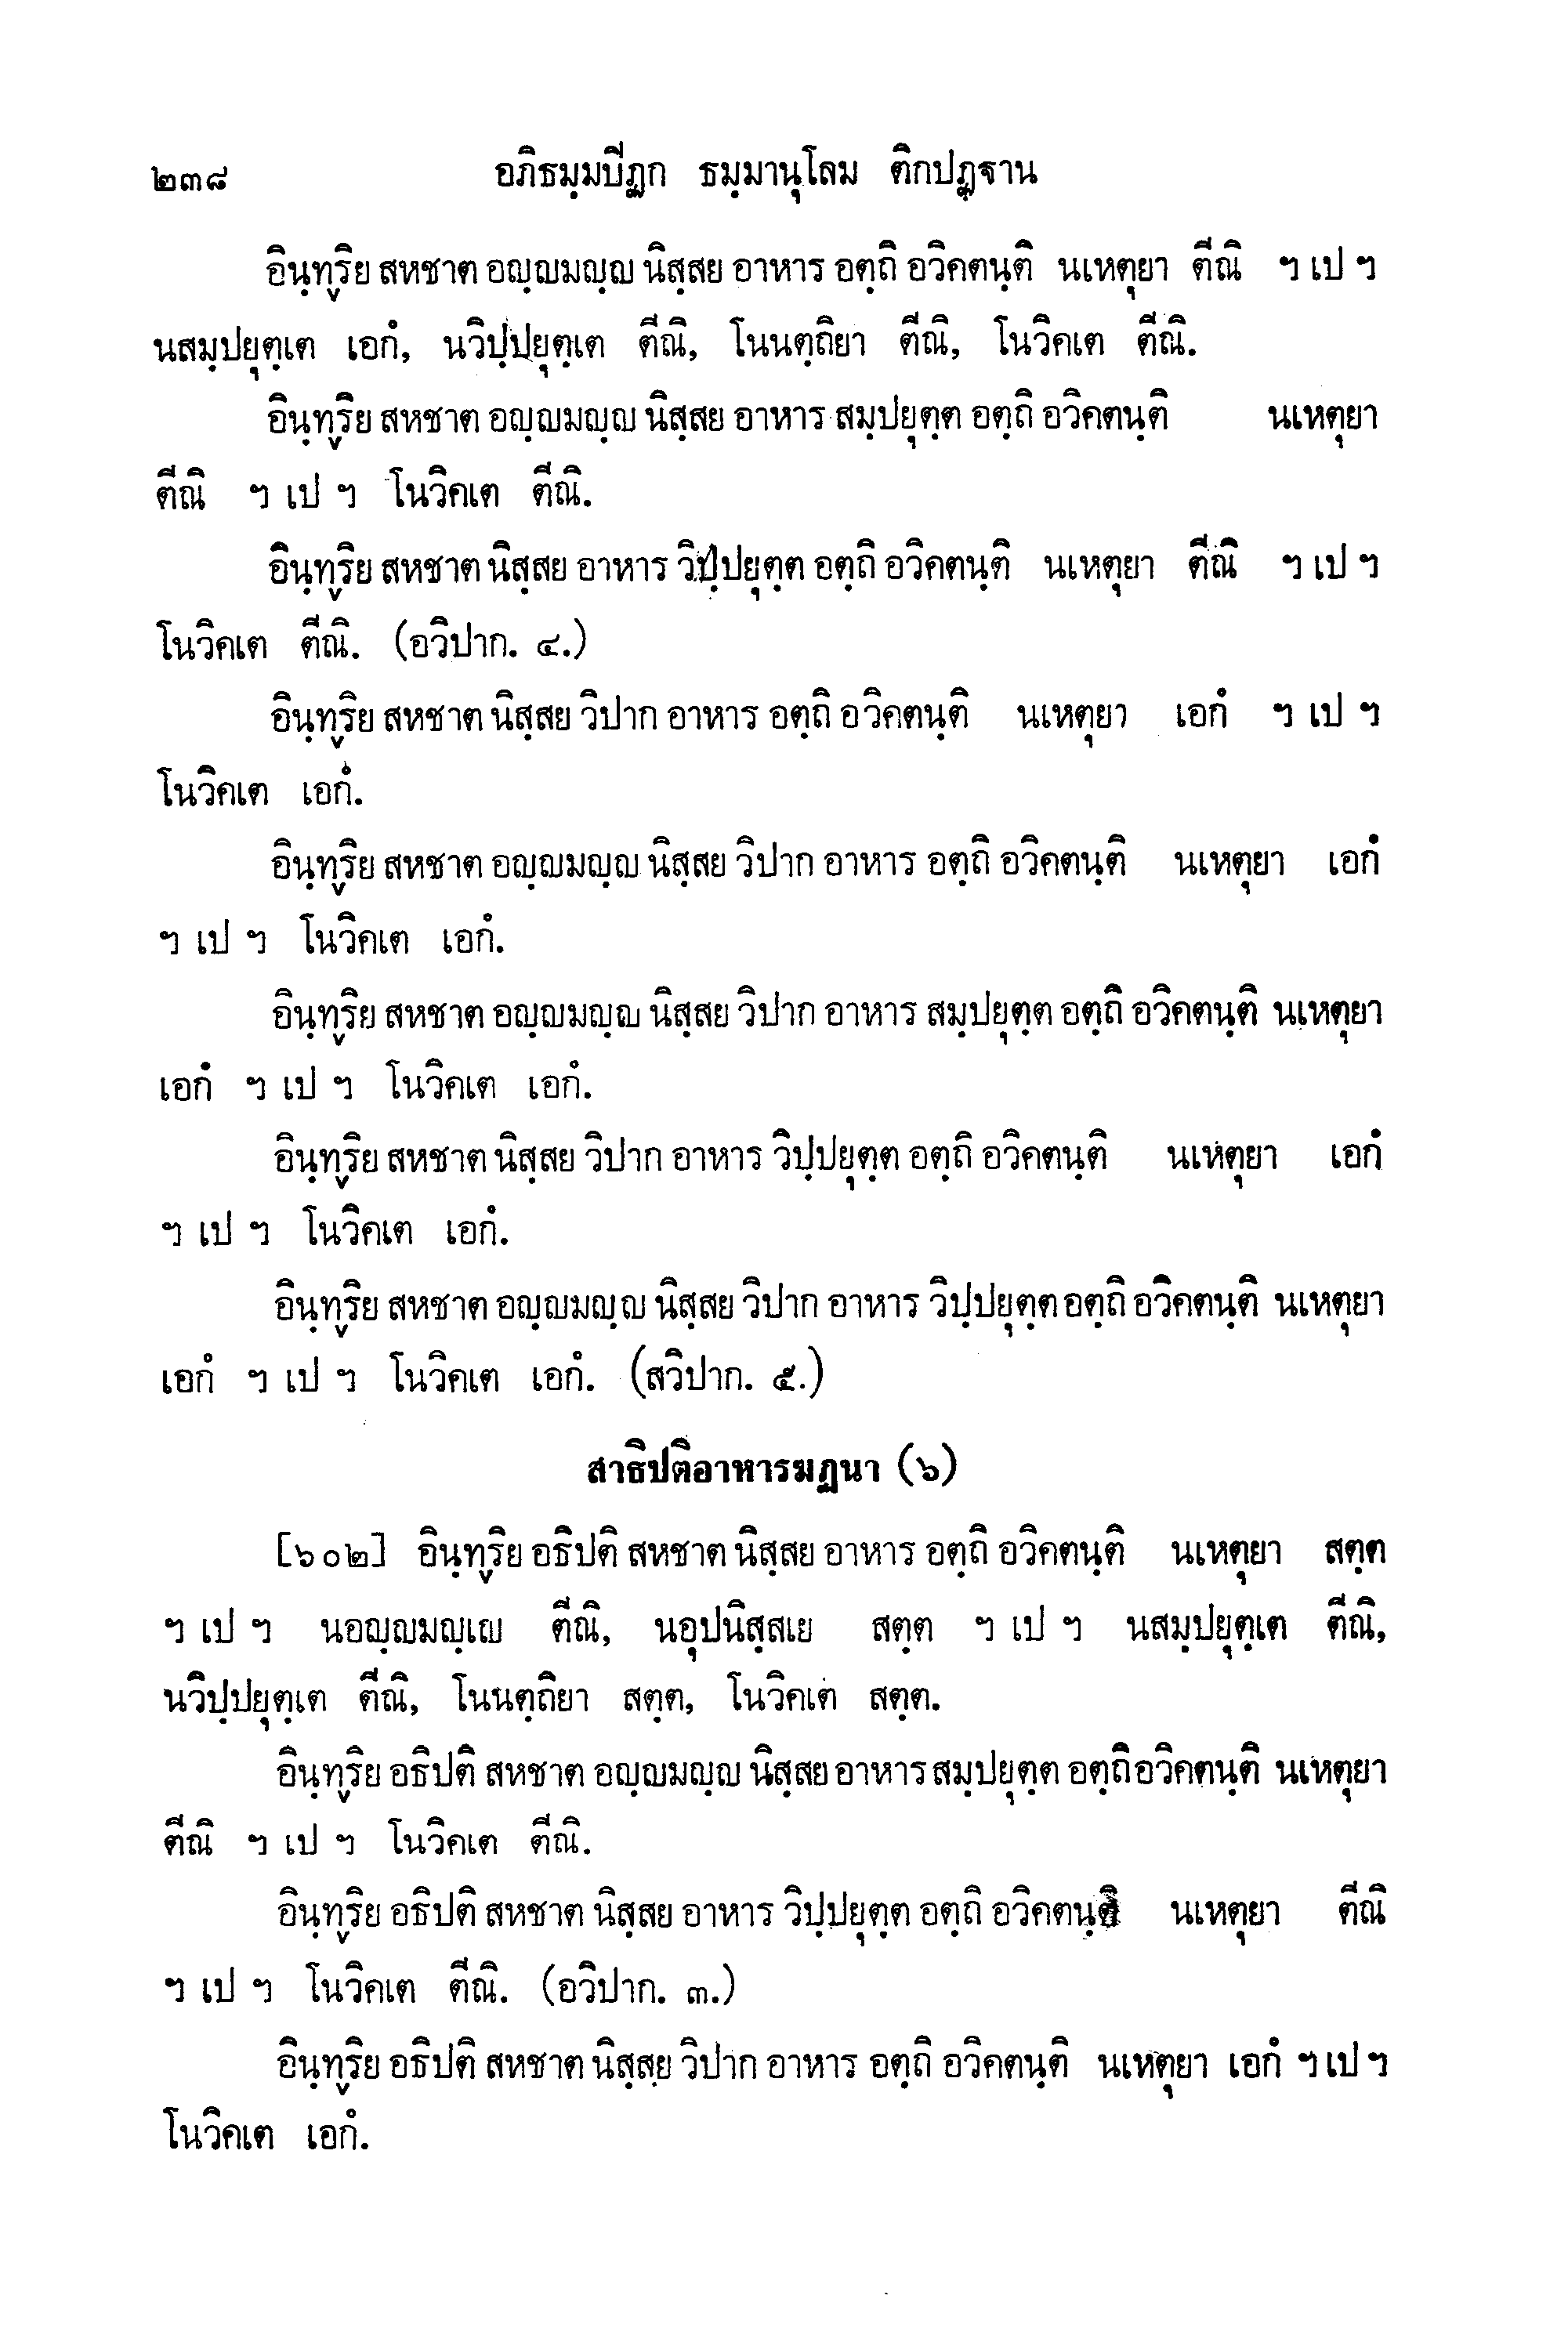 ๒๓๘ อภิธมฺมปีฏก ธมฺมานุโลม ติกปฏฺฐาน
อินฺทฺริย สหชาต อญฺญมญฺญ นิสฺสย อาหาร อตฺถิ อวิคตนฺติ นเหตุยา ตีณิ ฯ เป ฯ
นสมฺปยุตฺเต เอกํ, นวิปฺปยุตฺเต ตีณิ, โนนตฺถิยา ตีณิ, โนวิคเต ตีณิ.
อินฺทฺริย สหชาต อญฺญมญฺญ นิสฺสย อาหาร สมฺปยุตฺต อตฺถิ อวิคตนฺติ นเหตุยา
ตีณิ ฯ เป ฯ โนวิคเต ตีณิ.
อินฺทฺริย สหชาต นิสฺสย อาหาร วิปฺปยุตฺต อตฺถิ อวิคตนฺติ นเหตุยา ตีณิ ฯ เป ฯ
โนวิคเต ตีณิ. (อวิปาก. ๔.)
อินฺทฺริย สหชาต นิสฺสย วิปาก อาหาร อตฺถิ อวิคตนฺติ นเหตุยา เอกํ ฯ เป ฯ
โนวิคเต เอกํ.
อินฺทฺริย สหชาต อญฺญมญฺญ นิสฺสย วิปาก อาหาร อตฺถิ อวิคตนฺติ นเหตุยา เอกํ
ฯ เป ฯ โนวิคเต เอกํ.
อินฺทฺริย สหชาต อญฺญมญฺญ นิสฺสย วิปาก อาหาร สมฺปยุตฺต อตฺถิ อวิคตนฺติ นเหตุยา
เอกํ ฯ เป ฯ โนวิคเต เอกํ.
อินฺทฺริย สหชาต นิสฺสย วิปาก อาหาร วิปฺปยุตฺต อตฺถิ อวิคตนฺติ นเหตุยา เอกํ
ฯ เป ฯ โนวิคเต เอกํ.
อินฺทฺริย สหชาต อญฺญมญฺญ นิสฺสย วิปาก อาหาร วิปฺปยุตฺต อตฺถิ อวิคตนฺติ นเหตุยา
เอกํ ฯ เป ฯ โนวิคเต เอกํ. (สวิปาก. ๕.)
สาธิปติอาหารฆฏนา (๖)
[๖๐๒] อินฺทฺริย อธิปติ สหชาต นิสฺสย อาหาร อตฺถิ อวิคตนฺติ นเหตุยา สตฺต
ฯ เป ฯ นอญฺญมญฺเญ ตีณิ, นอุปนิสฺสเย สตฺต ฯ เป ฯ นสมฺปยุตฺเต ตีณิ,
นวิปฺปยุตฺเต ตีณิ, โนนตฺถิยา สตฺต, โนวิคเต สตฺต.
อินฺทฺริย อธิปติ สหชาต อญฺญมญฺญ นิสฺสย อาหาร สมฺปยุตฺต อตฺถิ อวิคตนฺติ นเหตุยา
ตีณิ ฯ เป ฯ โนวิคเต ตีณิ.
อินฺทฺริย อธิปติ สหชาต นิสฺสย อาหาร วิปฺปยุตฺต อตฺถิ อวิคตนฺติ นเหตุยา ตีณิ
ฯ เป ฯ โนวิคเต ตีณิ. (อวิปาก. ๓.)
อินฺทฺริย อธิปติ สหชาต นิสฺสย วิปาก อาหาร อตฺถิ อวิคตนฺติ นเหตุยา เอกํ ฯ เป ฯ
โนวิคเต เอกํ.